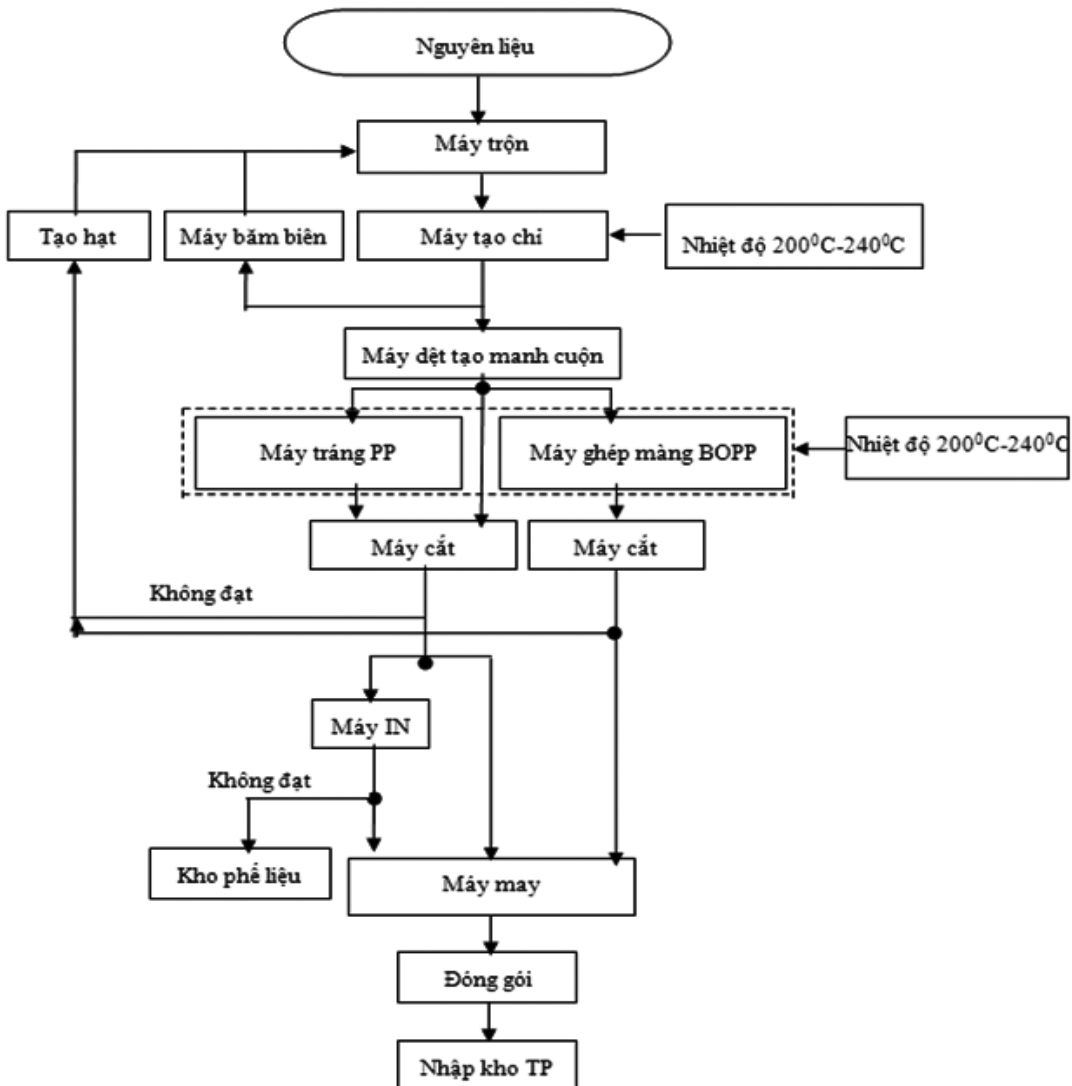 Nguyên liệu
Máy trộn
Tạo hạt
Máy băm biên
Máy tạo chỉ
Nhiệt độ 200⁰C-240⁰C
Máy dệt tạo manh cuộn
Máy tráng PP
Máy ghép màng BOPP
Nhiệt độ 200⁰C-240⁰C
Máy cắt
Máy cắt
Không đạt
Máy IN
Không đạt
Kho phế liệu
Máy may
Đóng gói
Nhập kho TP